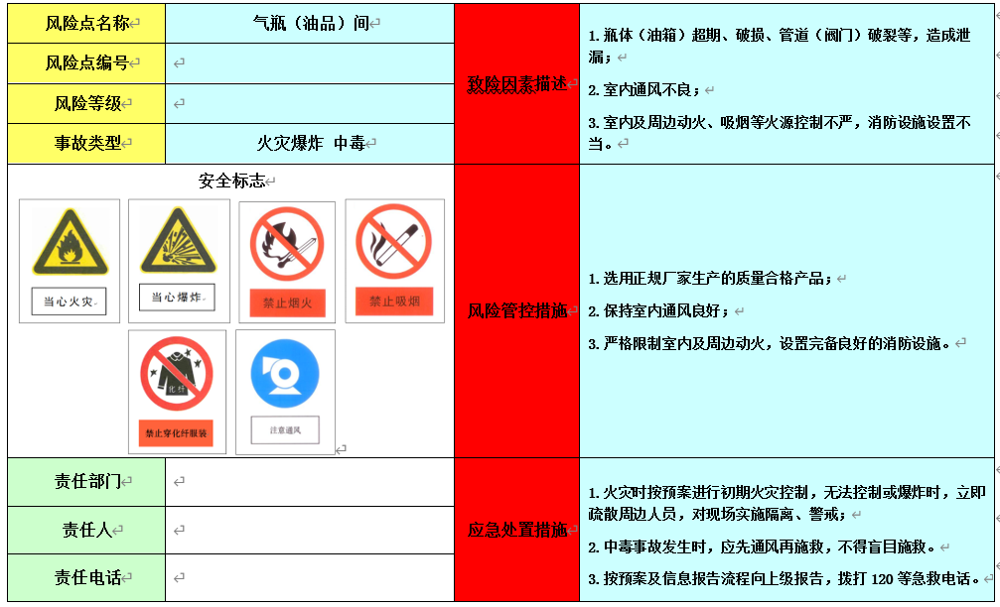 风险点名称
气瓶（油品）间
风险点编号
风险等级
事故类型
火灾爆炸 中毒
致险因素描述
1. 瓶体（油箱）超期、破损、管道（阀门）破裂等，造成泄
漏；
2. 室内通风不良；
3. 室内及周边动火、吸烟等火源控制不严，消防设施设置不
当。
安全标志
当心火灾
当心爆炸
禁止烟火
禁止吸烟
化纤
禁止穿化纤服装
注意通风
风险管控措施
1. 选用正规厂家生产的质量合格产品；
2. 保持室内通风良好；
3. 严格限制室内及周边动火，设置完备良好的消防设施。
责任部门
责任人
责任电话
应急处置措施
1. 火灾时按预案进行初期火灾控制，无法控制或爆炸时，立即
疏散周边人员，对现场实施隔离、警戒；
2. 中毒事故发生时，应先通风再施救，不得盲目施救。
3. 按预案及信息报告流程向上级报告，拨打 120 等急救电话。